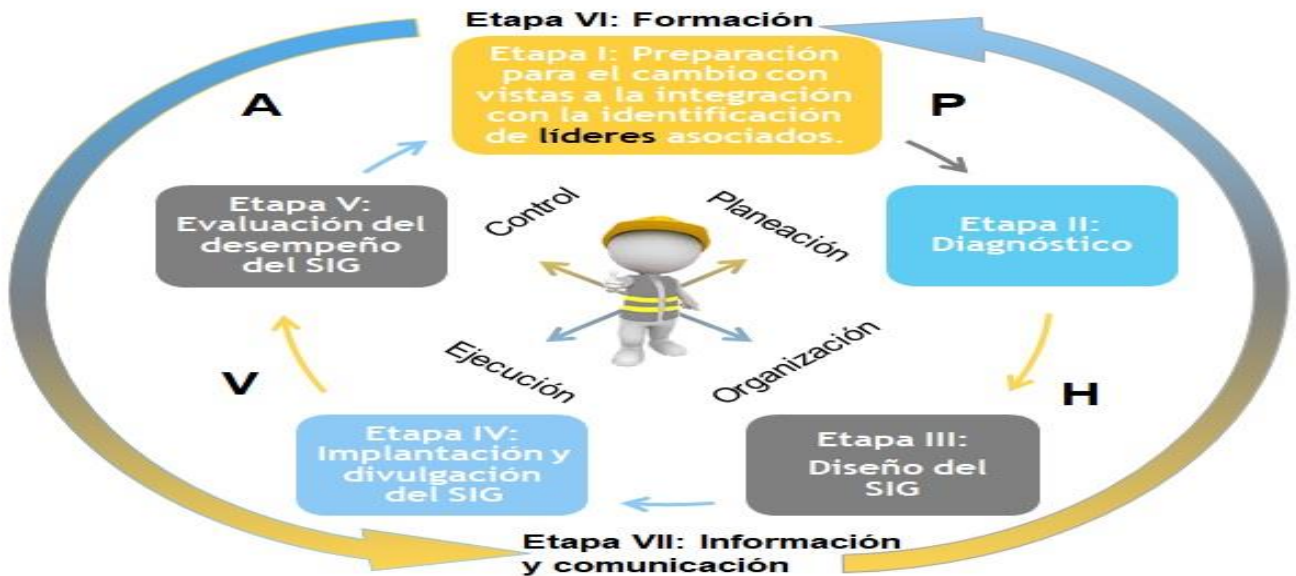 Etapa VI: Formación
Etapa I: Preparación
para el cambio con
vistas a la integración
con la identificación
de líderes asociados.
A
P
Etapa V:
Evaluación del
desempeño
del SIG
Control
Planeación
Etapa II:
Diagnóstico
Ejecución
Organización
V
H
Etapa IV:
Implantación y
divulgación
del SIG
Etapa III:
Diseño del
SIG
Etapa VII: Información
y comunicación